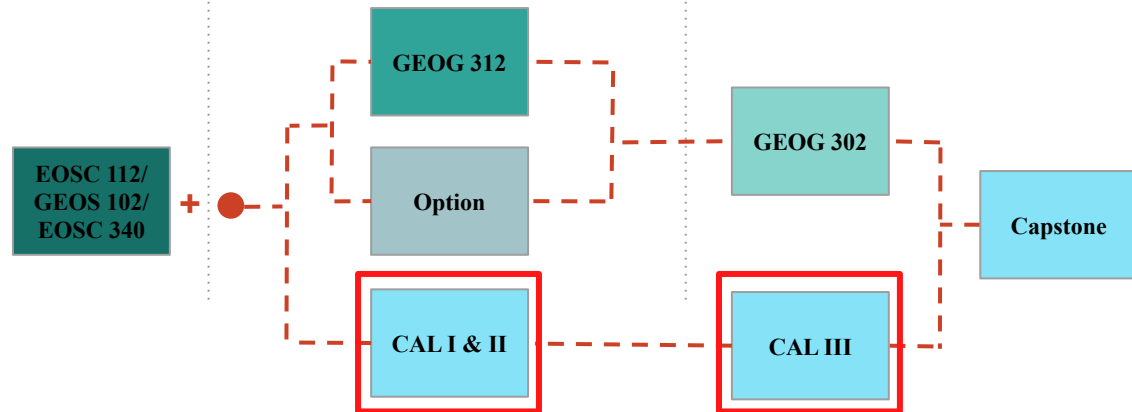 EOSC 112/
GEOS 102/
EOSC 340
+
GEOG 312
Option
CAL I & II
GEOG 302
CAL III
Capstone